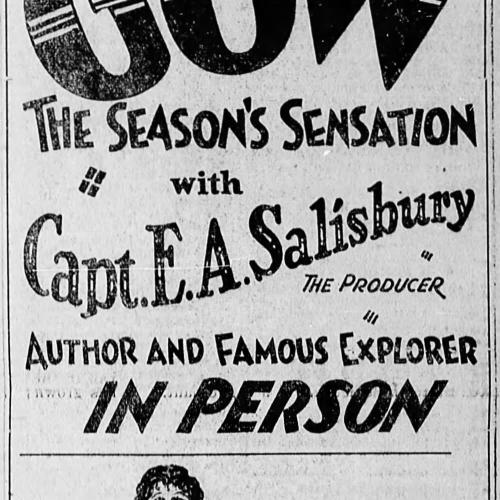 GOW
THE SEASON'S SENSATION
with
Capt. E. A. Salisbury
THE PRODUCER
AUTHOR AND FAMOUS EXPLORER
IN PERSON